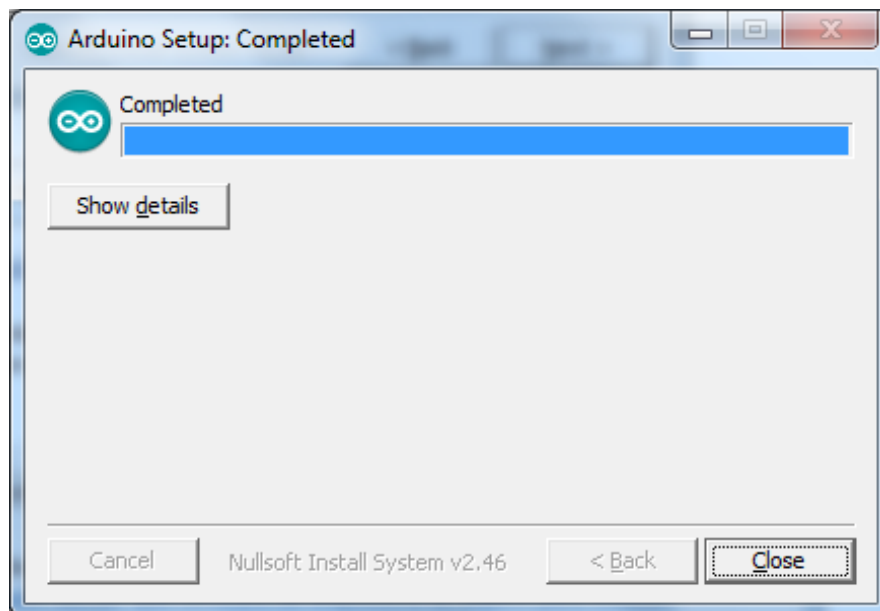 Arduino Setup: Completed
Completed
Show details
Cancel
Nullsoft Install System v2.46
< Back
Close